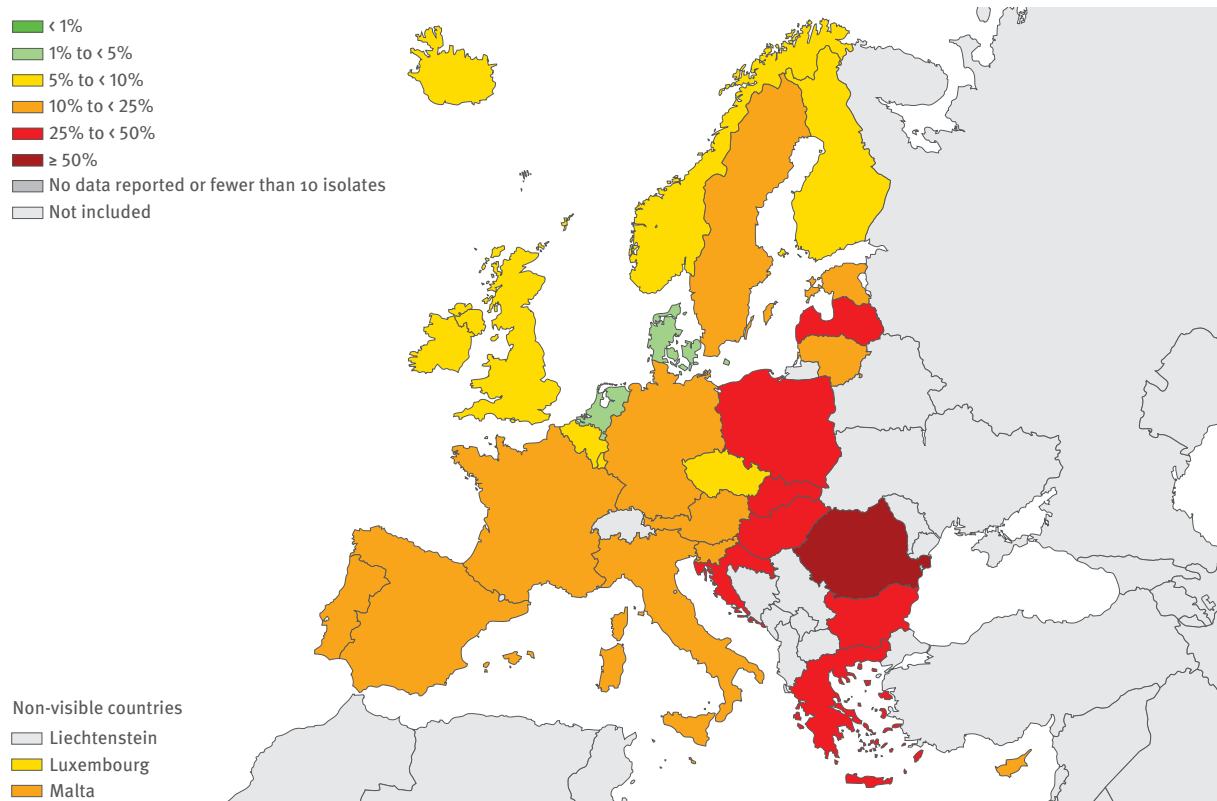 < 1%
1% to < 5%
5% to < 10%
10% to < 25%
25% to < 50%
≥ 50%
No data reported or fewer than 10 isolates
Not included
Non-visible countries
Liechtenstein
Luxembourg
Malta